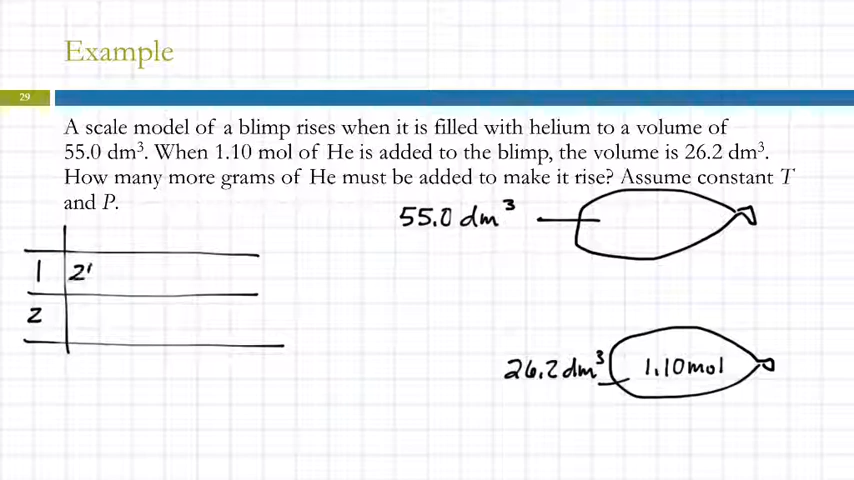 Example
29
A scale model of a blimp rises when it is filled with helium to a volume of
55.0 dm³. When 1.10 mol of He is added to the blimp, the volume is 26.2 dm³.
How many more grams of He must be added to make it rise? Assume constant T
and P.
55.0 dm³
1 2'
2
26.2 dm³ 1.10 mol